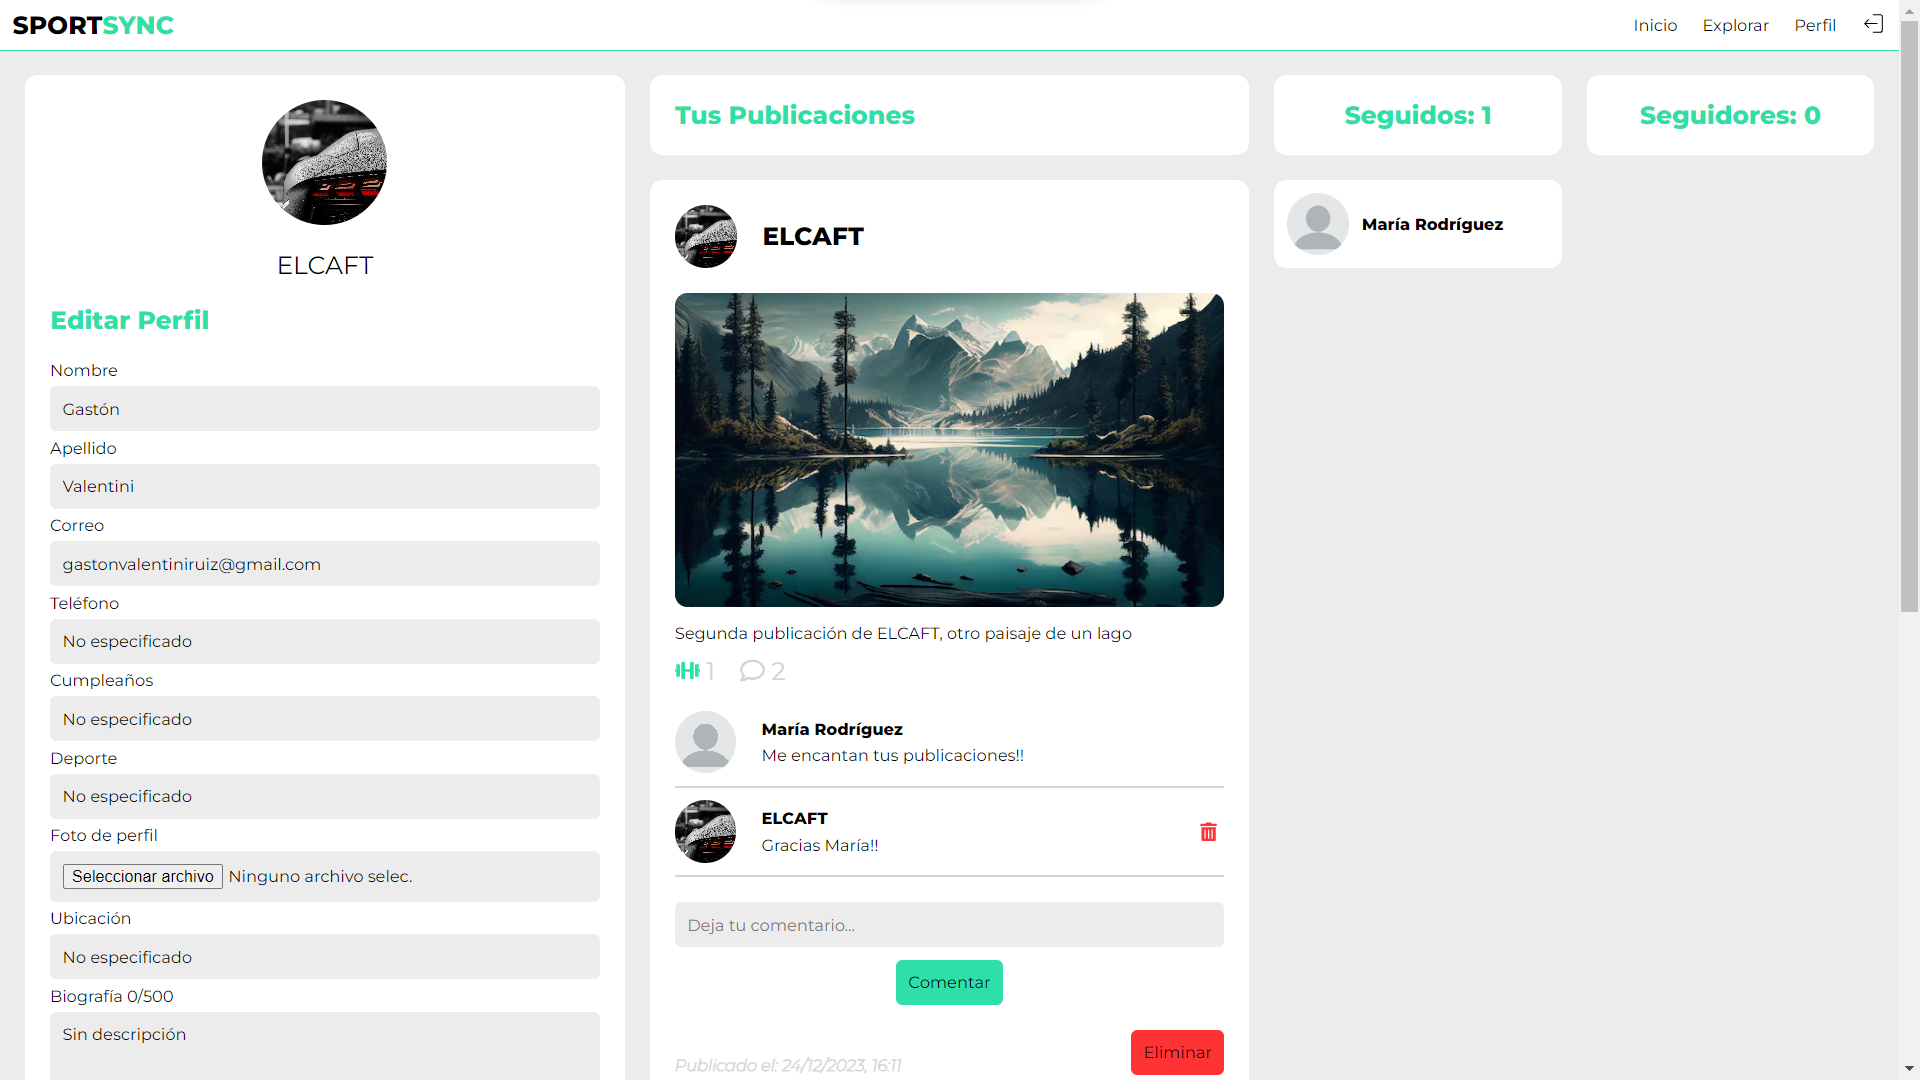 SPORTSYNC
Inicio
Explorar
Perfil
ELCAFT
Editar Perfil
Nombre
Gastón
Apellido
Valentini
Correo
gastonvalentiniruiz@gmail.com
Teléfono
No especificado
Cumpleaños
No especificado
Deporte
No especificado
Foto de perfil
Seleccionar archivo Ninguno archivo selec.
Ubicación
No especificado
Biografía 0/500
Sin descripción
Tus Publicaciones
ELCAFT
Segunda publicación de ELCAFT, otro paisaje de un lago
1 2
María Rodríguez
Me encantan tus publicaciones!!
ELCAFT
Gracias María!!
Deja tu comentario...
Comentar
Eliminar
Publicado el: 24/12/2023, 16:11
Seguidos: 1
María Rodríguez
Seguidores: 0